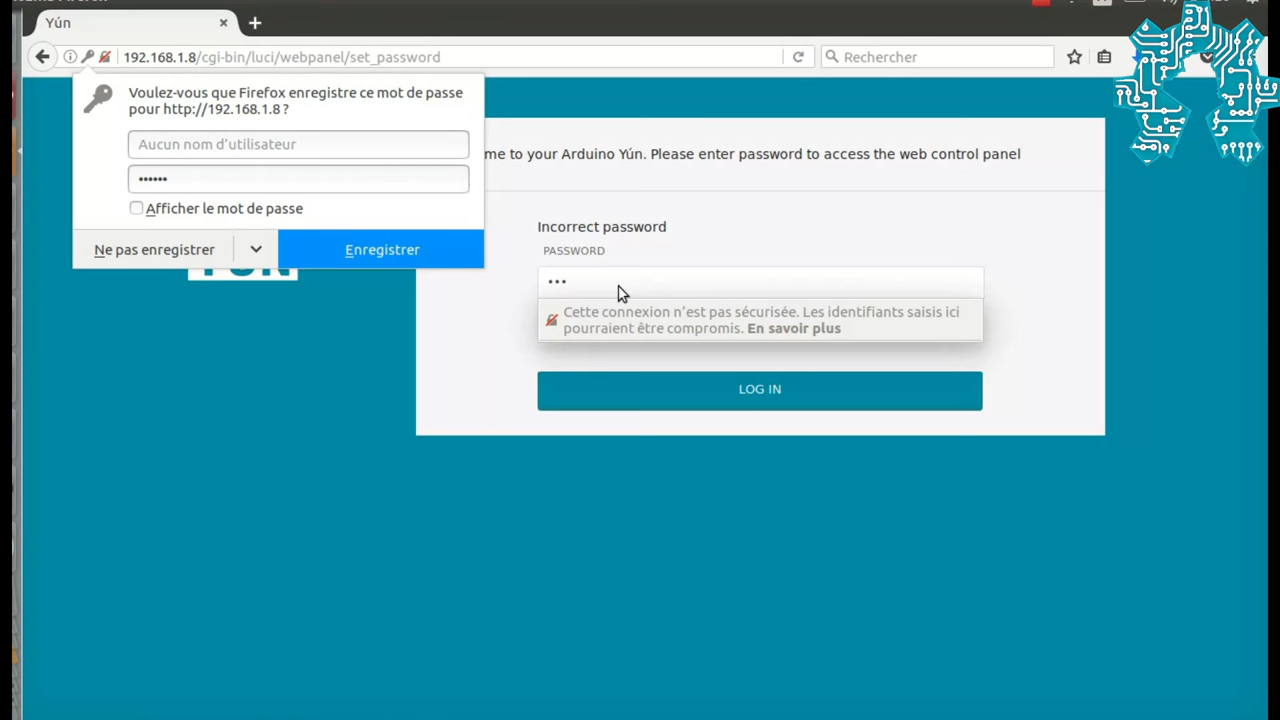 Yún
192.168.1.8/cgi-bin/luci/webpanel/set_password
Rechercher
Voulez-vous que Firefox enregistre ce mot de passe
pour http://192.168.1.8 ?
Aucun nom d'utilisateur
••••••
Afficher le mot de passe
Ne pas enregistrer
Enregistrer
me to your Arduino Yún. Please enter password to access the web control panel
Incorrect password
PASSWORD
•••
Cette connexion n'est pas sécurisée. Les identifiants saisis ici
pourraient être compromis. En savoir plus
LOG IN